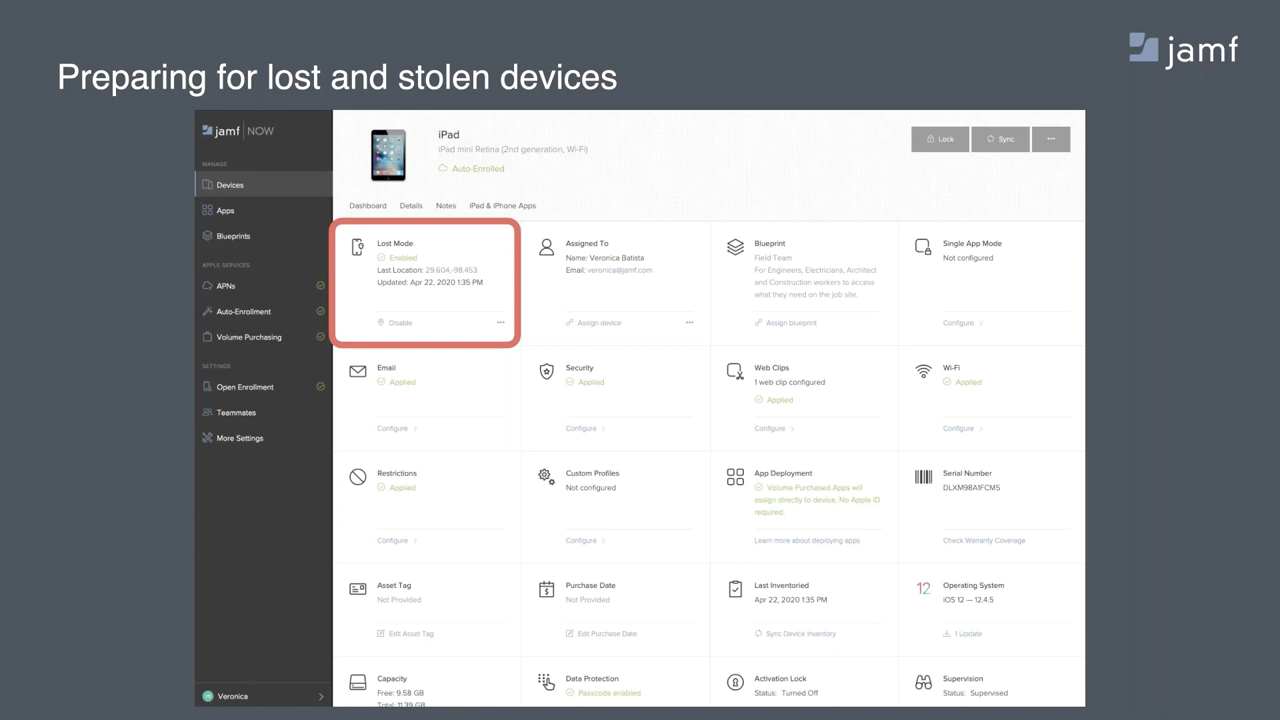 Preparing for lost and stolen devices
jamf
jamf | NOW
MANAGE
Devices
Apps
Blueprints
APPLE SERVICES
APNs
Auto-Enrollment
Volume Purchasing
SETTINGS
Open Enrollment
Teammates
More Settings
Veronica
iPad
iPad mini Retina (2nd generation, Wi-Fi)
Auto-Enrolled
Lock
Sync
Dashboard
Details
Notes
iPad & iPhone Apps
Lost Mode
Enabled
Last Location: 29.604,-98.453
Updated: Apr 22, 2020 1:35 PM
Disable
Assigned To
Name: Veronica Batista
Email: veronica@jamf.com
Assign device
Blueprint
Field Team
For Engineers, Electricians, Architect
and Construction workers to access
what they need on the job site.
Assign blueprint
Single App Mode
Not configured
Configure
Email
Applied
Configure
Security
Applied
Configure
Web Clips
1 web clip configured
Applied
Configure
Wi-Fi
Applied
Configure
Restrictions
Applied
Configure
Custom Profiles
Not configured
Configure
App Deployment
Volume Purchased Apps will
assign directly to device. No Apple ID
required.
Learn more about deploying apps
Serial Number
DLXM98A1FCM5
Check Warranty Coverage
Asset Tag
Not Provided
Edit Asset Tag
Purchase Date
Not Provided
Edit Purchase Date
Last Inventoried
Apr 22, 2020 1:35 PM
Sync Device Inventory
12
Operating System
iOS 12 — 12.4.5
1 Update
Capacity
Free: 9.58 GB
Total: 11.39 GB
Data Protection
Passcode enabled
Activation Lock
Status: Turned Off
Supervision
Status: Supervised